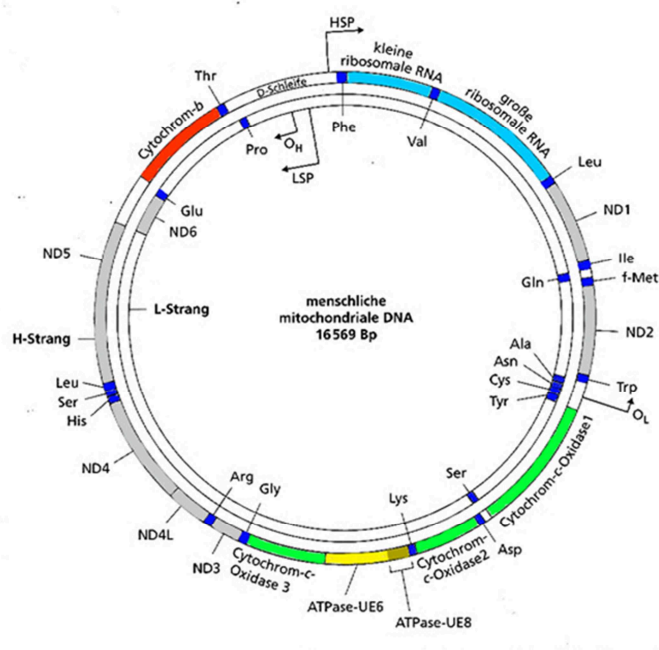 HSP
kleine
ribosomale RNA
große
ribosomale RNA
Thr
D-Schleife
Cytochrom-b
Pro
OH
LSP
Phe
Val
Leu
ND1
Glu
ND6
ND5
Ile
f-Met
Gln
L-Strang
menschliche
mitochondriale DNA
16 569 Bp
H-Strang
ND2
Ala
Asn
Cys
Tyr
Trp
OL
Leu
Ser
His
Cytochrom-c-Oxidase1
ND4
Arg
Gly
Ser
Lys
ND4L
ND3
Cytochrom-c-
Oxidase 3
Cytochrom-
c-Oxidase2
Asp
ATPase-UE6
ATPase-UE8